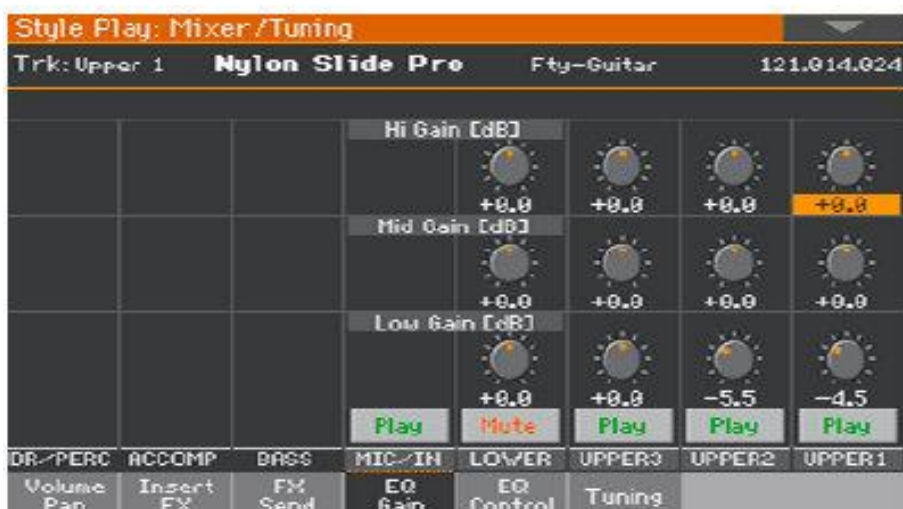 Style Play: Mixer/Tuning
Trk: Upper 1 Nylon Slide Pro Fty-Guitar 121.014.024
Hi Gain [dB]
+0.0 +0.0 +0.0 +0.0
Mid Gain [dB]
+0.0 +0.0 +0.0 +0.0
Low Gain [dB]
+0.0 +0.0 -5.5 -4.5
Play Mute Play Play Play
DR/PERC ACCOMP BASS MIC/IN LOWER UPPER3 UPPER2 UPPER1
Volume Insert FX EQ EQ Tuning
Pan FX Send Gain Control